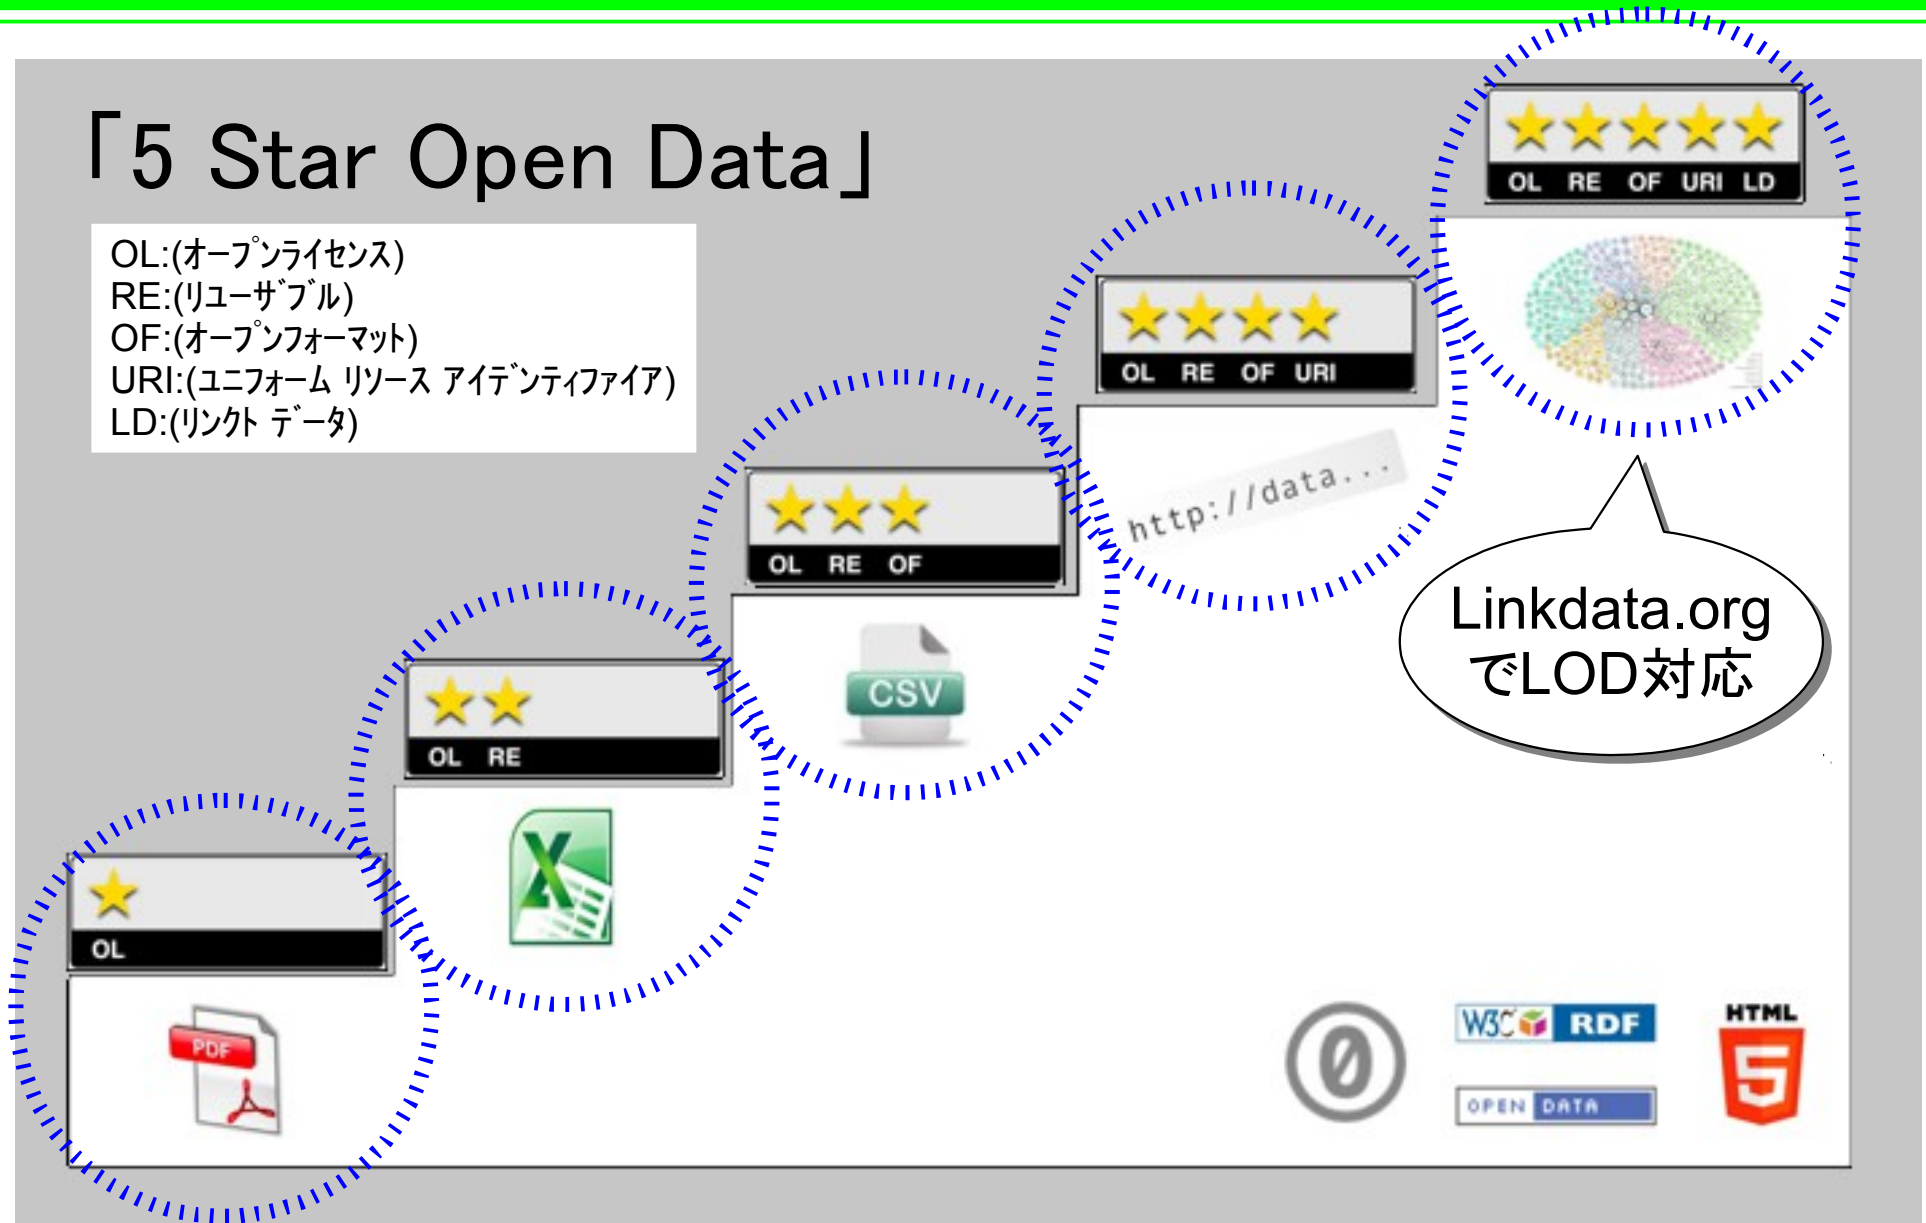 「5 Star Open Data」
OL:(オープンライセンス)
RE:(リユーザブル)
OF:(オープンフォーマット)
URI:(ユニフォーム リソース アイデンティファイア)
LD:(リンクト データ)
OL RE OF URI LD
OL RE OF URI
http://data...
OL RE OF
CSV
Linkdata.org
でLOD対応
OL RE
OL
PDF
W3C RDF
OPEN DATA
HTML
5
0